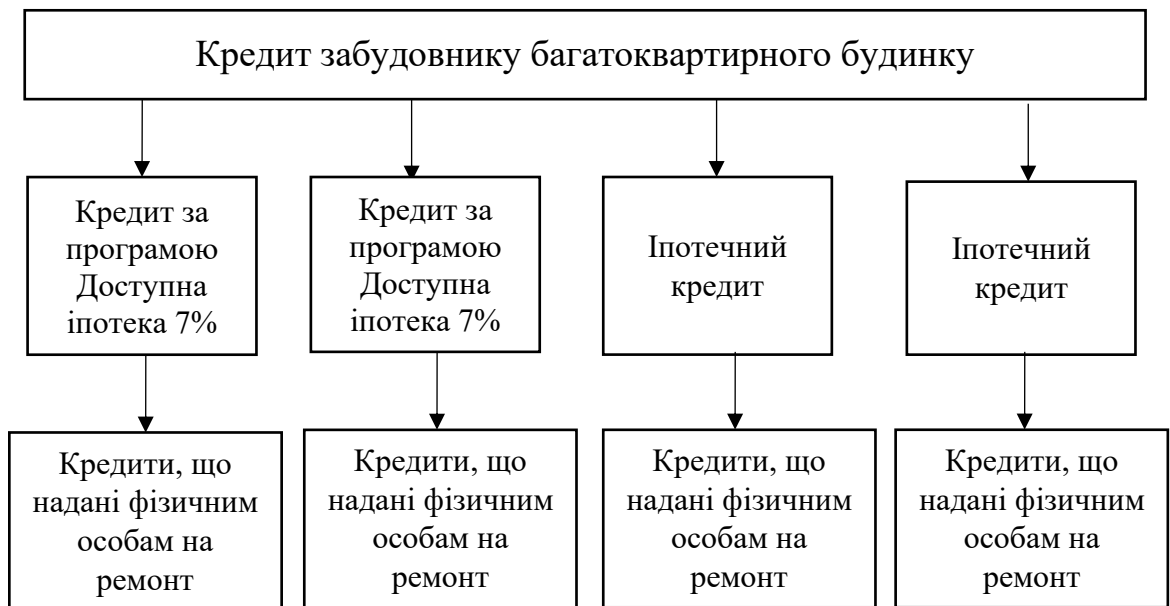 Кредит забудовнику багатоквартирного будинку
Кредит за
програмою
Доступна
іпотека 7%
Кредит за
програмою
Доступна
іпотека 7%
Іпотечний
кредит
Іпотечний
кредит
Кредити, що
надані фізичним
особам на
ремонт
Кредити, що
надані фізичним
особам на
ремонт
Кредити, що
надані фізичним
особам на
ремонт
Кредити, що
надані фізичним
особам на
ремонт